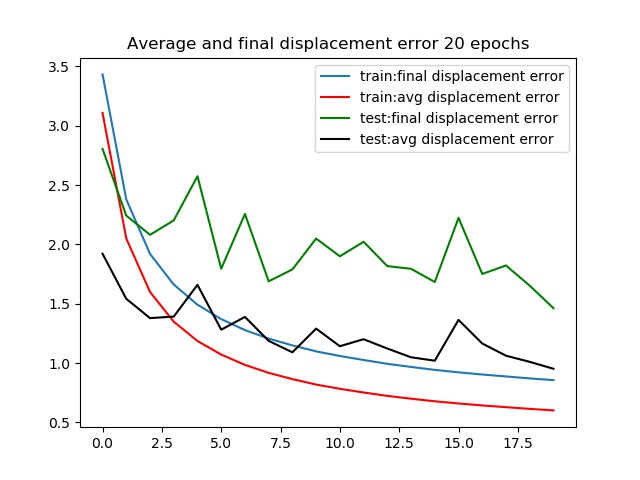 Average and final displacement error 20 epochs
train:final displacement error
train:avg displacement error
test:final displacement error
test:avg displacement error
3.5
3.0
2.5
2.0
1.5
1.0
0.5
0.0 2.5 5.0 7.5 10.0 12.5 15.0 17.5